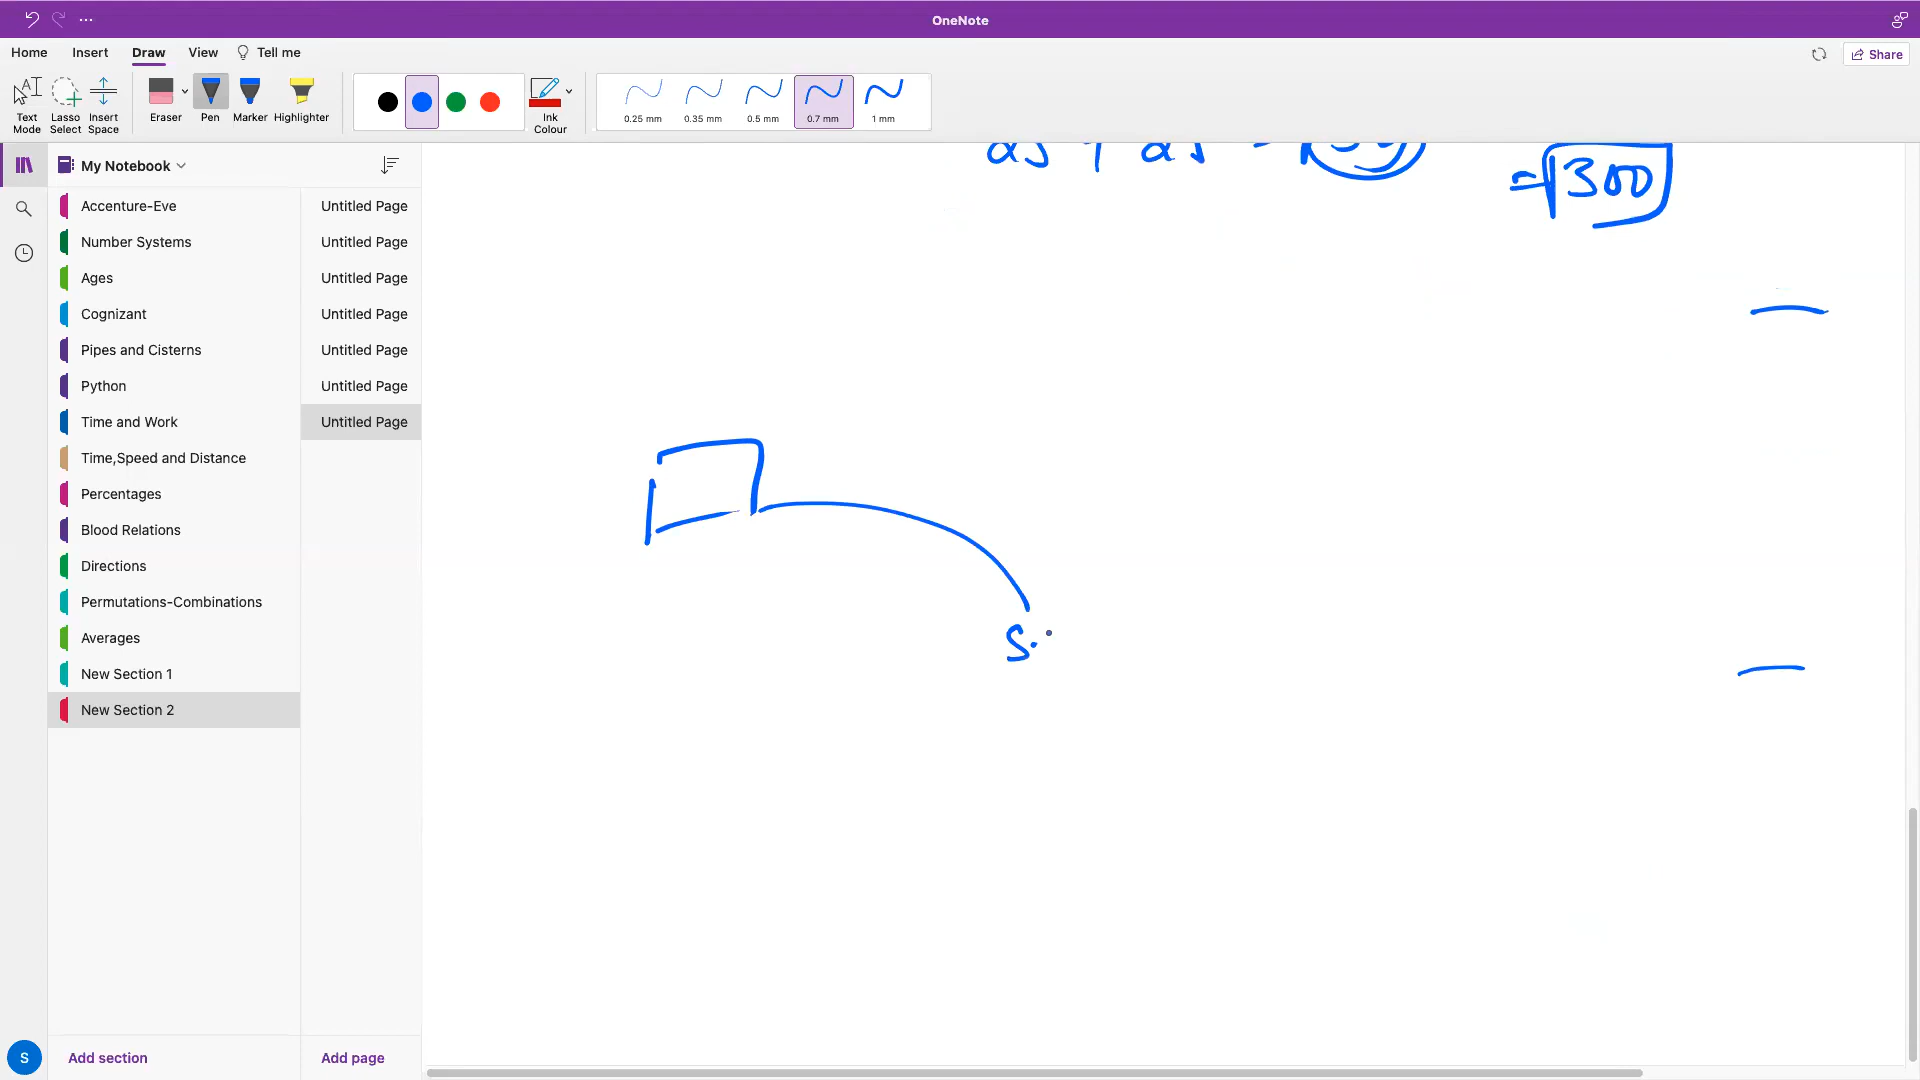 OneNote
Home Insert Draw View Tell me
Share
Text Mode
Lasso Select
Insert Space
Eraser
Pen
Marker
Highlighter
Ink Colour
0.25 mm
0.35 mm
0.5 mm
0.7 mm
1 mm
My Notebook
Accenture-Eve
Number Systems
Ages
Cognizant
Pipes and Cisterns
Python
Time and Work
Time,Speed and Distance
Percentages
Blood Relations
Directions
Permutations-Combinations
Averages
New Section 1
New Section 2
Untitled Page
Untitled Page
Untitled Page
Untitled Page
Untitled Page
Untitled Page
Untitled Page
= 300
S.
S
Add section
Add page